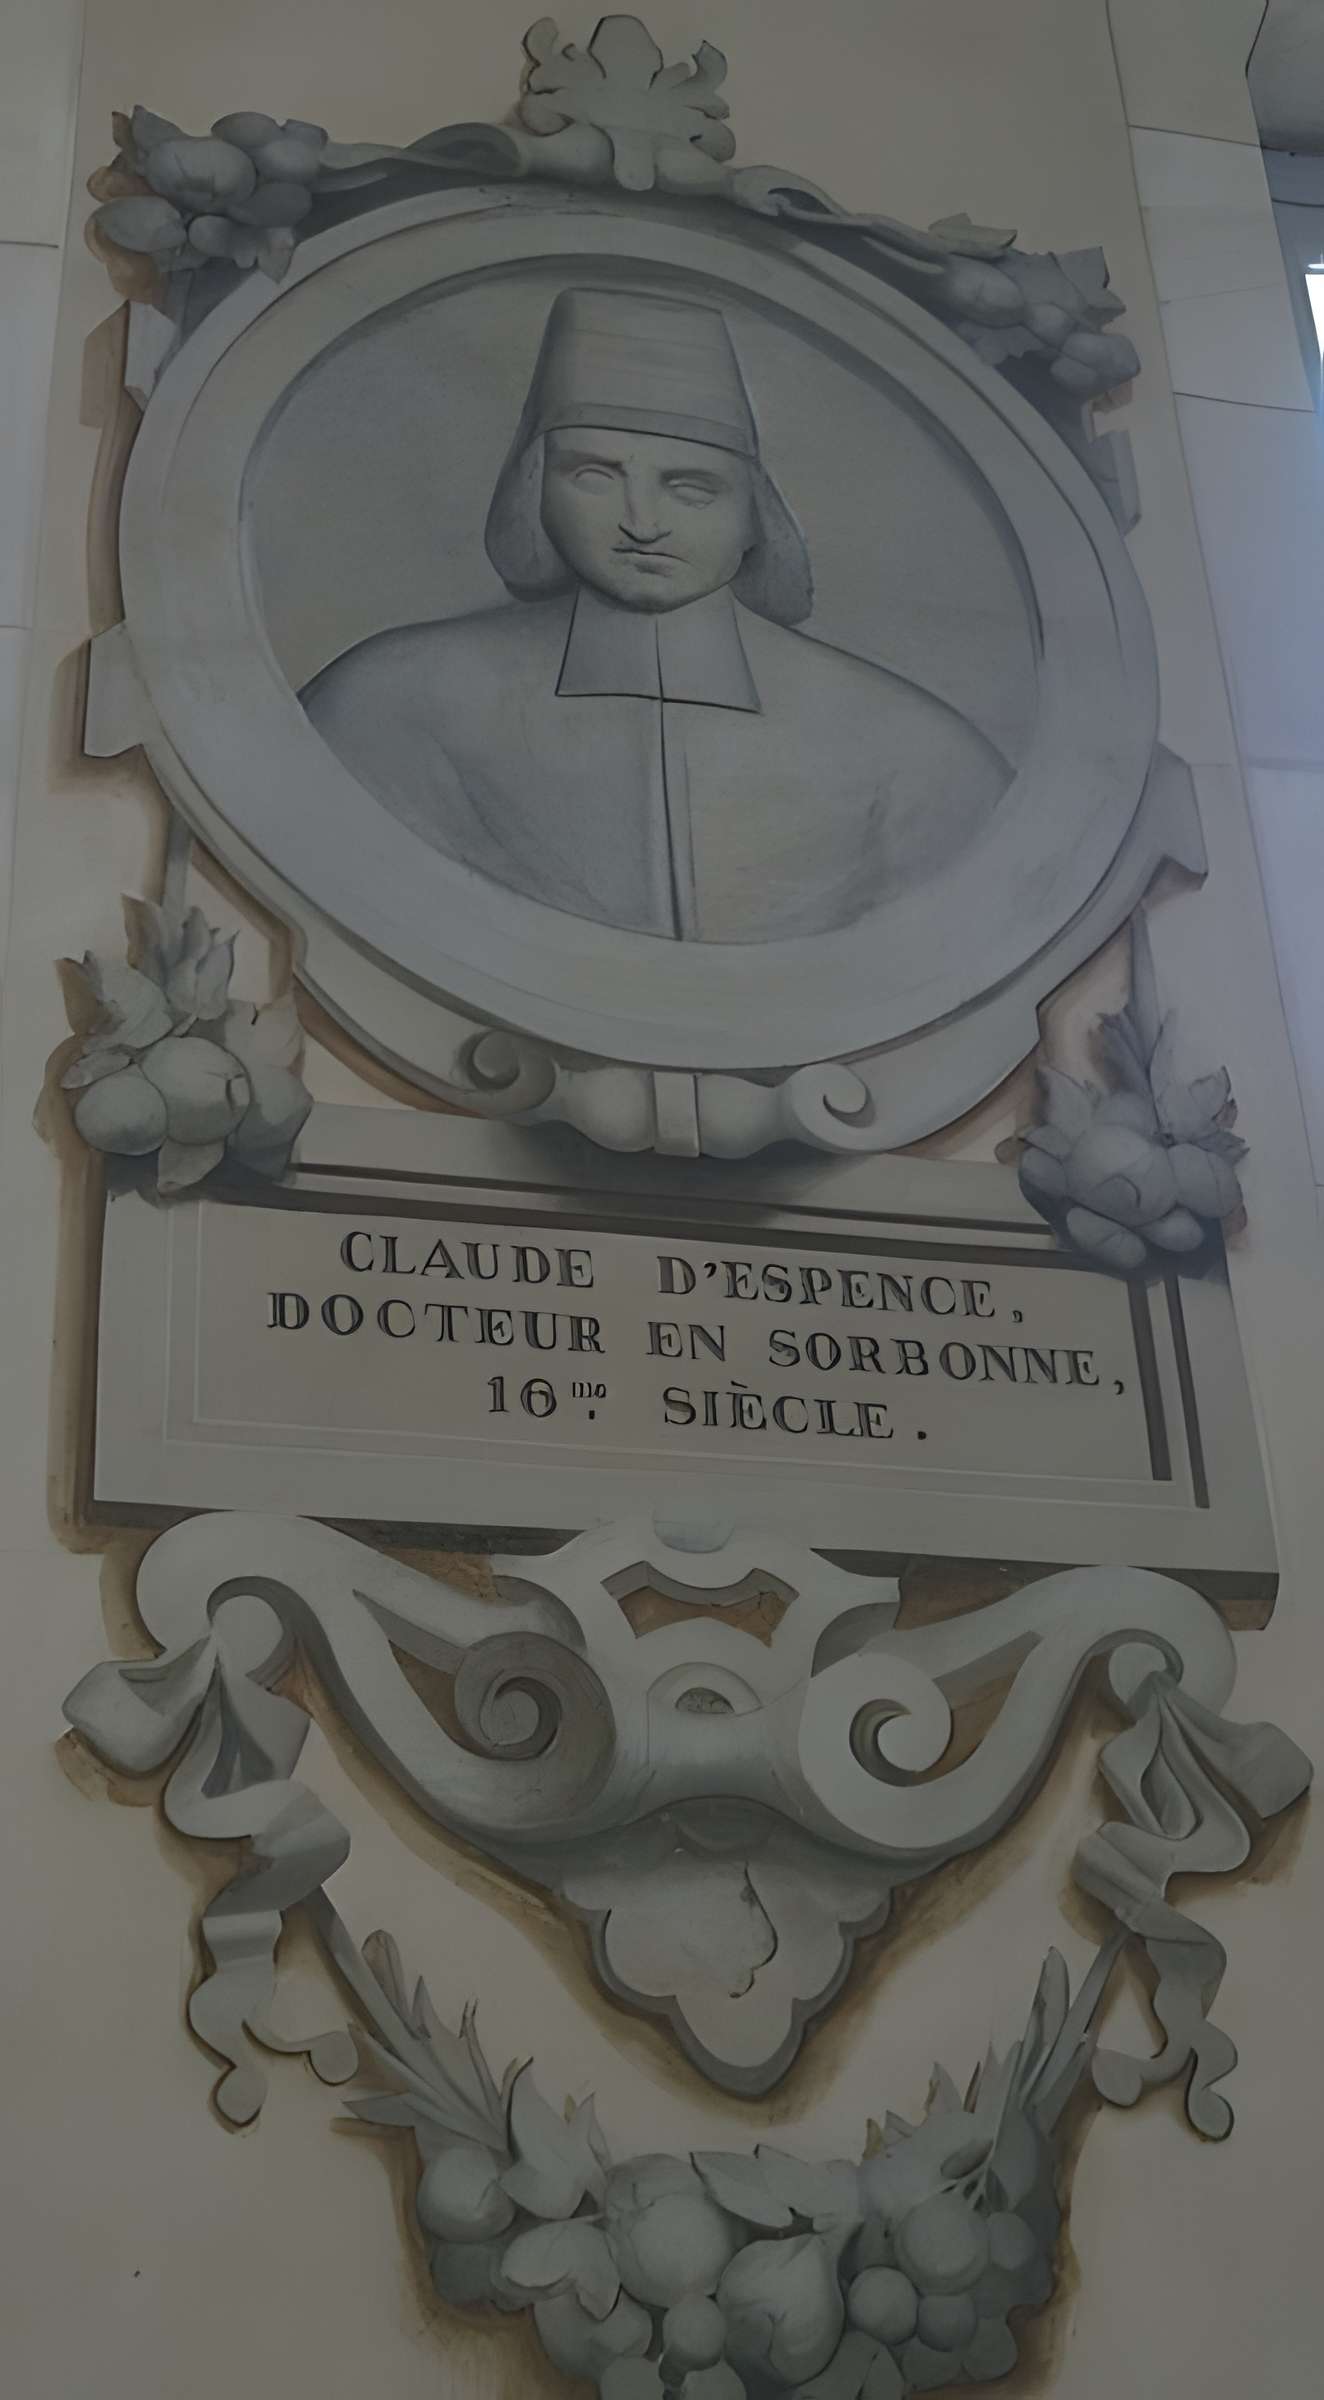 CLAUDE D'ESPENCE,
DOCTEUR EN SORBONNE,
16me. SIÈCLE.